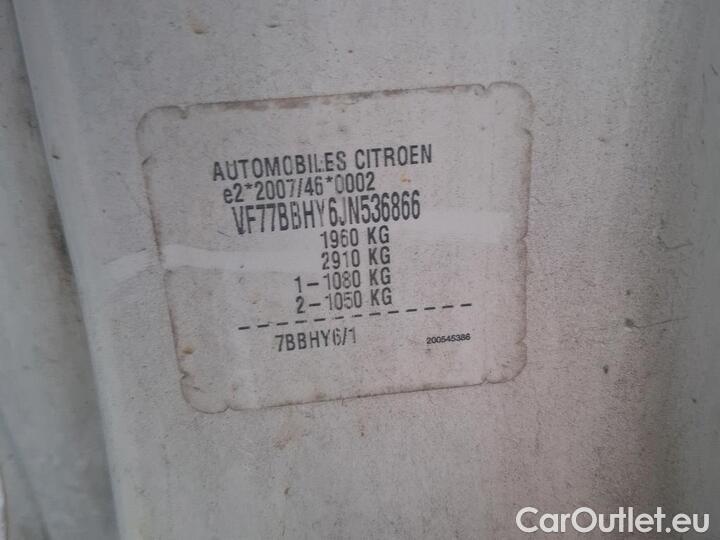 AUTOMOBILES CITROEN
e2*2007/46*0002
VF77BBHY6JN536866
1960 KG
2910 KG
1-1080 KG
2-1050 KG
7BBHY6/1
200545386
CarOutlet.eu